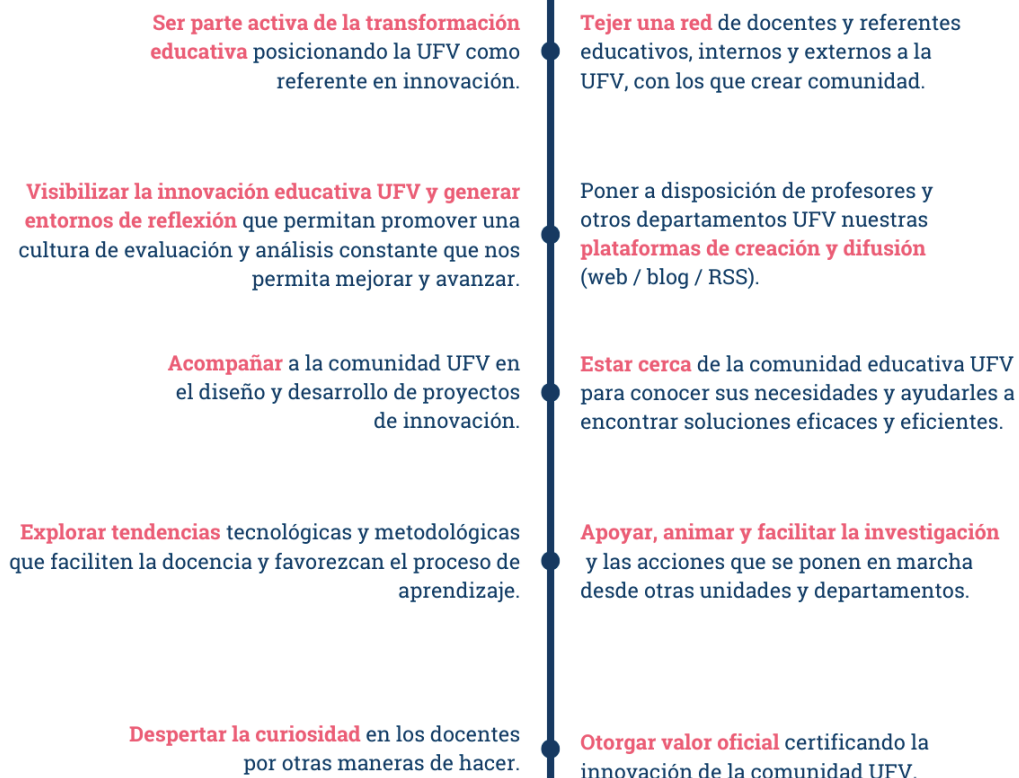 Ser parte activa de la transformación
educativa posicionando la UFV como
referente en innovación.
Tejer una red de docentes y referentes
educativos, internos y externos a la
UFV, con los que crear comunidad.
Visibilizar la innovación educativa UFV y generar
entornos de reflexión que permitan promover una
cultura de evaluación y análisis constante que nos
permita mejorar y avanzar.
Poner a disposición de profesores y
otros departamentos UFV nuestras
plataformas de creación y difusión
(web / blog / RSS).
Acompañar a la comunidad UFV en
el diseño y desarrollo de proyectos
de innovación.
Estar cerca de la comunidad educativa UFV
para conocer sus necesidades y ayudarles a
encontrar soluciones eficaces y eficientes.
Explorar tendencias tecnológicas y metodológicas
que faciliten la docencia y favorezcan el proceso de
aprendizaje.
Apoyar, animar y facilitar la investigación
y las acciones que se ponen en marcha
desde otras unidades y departamentos.
Despertar la curiosidad en los docentes
por otras maneras de hacer.
Otorgar valor oficial certificando la
innovación de la comunidad UFV.